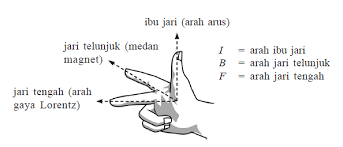 ibu jari (arah arus)
jari telunjuk (medan
magnet)
jari tengah (arah
gaya Lorentz)
I = arah ibu jari
B = arah jari telunjuk
F = arah jari tengah